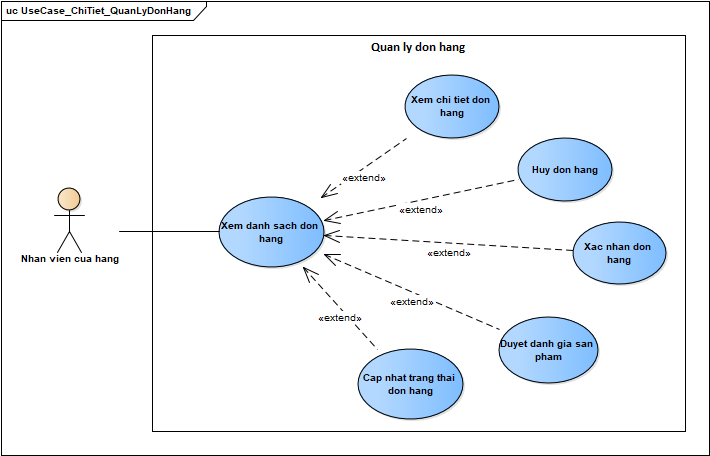 uc UseCase_ChiTiet_QuanLyDonHang
Quan ly don hang
Xem chi tiet don
hang
«extend»
Huy don hang
«extend»
Xem danh sach don
hang
Nhan vien cua hang
Xac nhan don
hang
«extend»
«extend»
«extend»
Duyet danh gia san
pham
Cap nhat trang thai
don hang